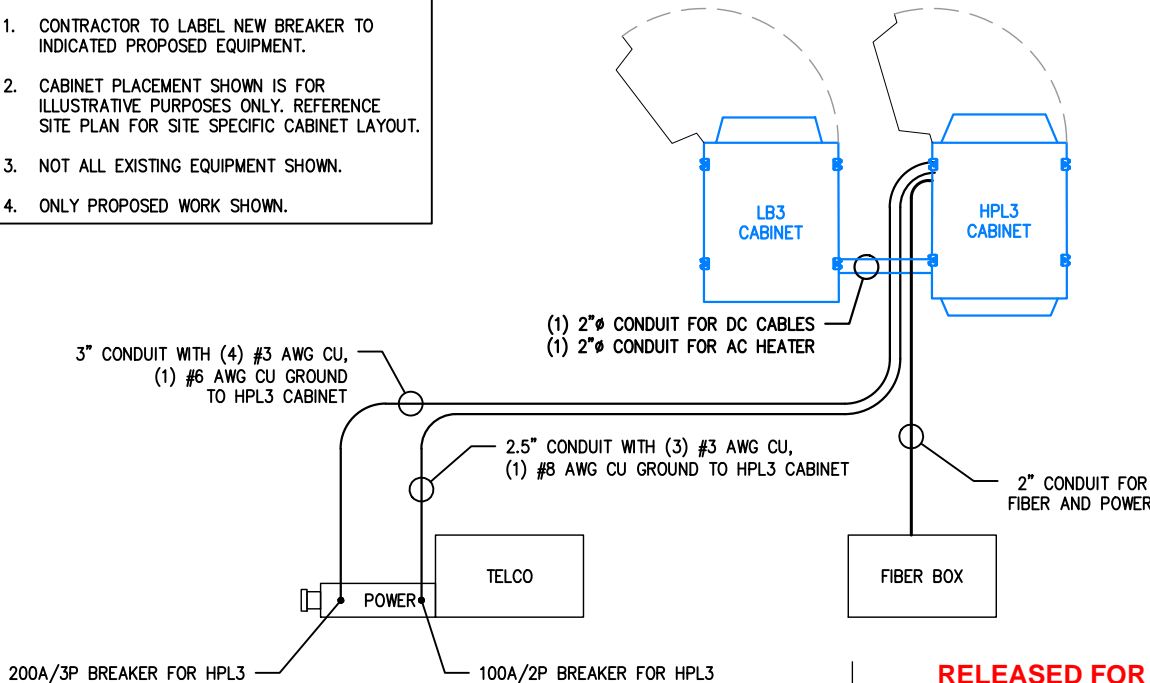 1. CONTRACTOR TO LABEL NEW BREAKER TO
INDICATED PROPOSED EQUIPMENT.
2. CABINET PLACEMENT SHOWN IS FOR
ILLUSTRATIVE PURPOSES ONLY. REFERENCE
SITE PLAN FOR SITE SPECIFIC CABINET LAYOUT.
3. NOT ALL EXISTING EQUIPMENT SHOWN.
4. ONLY PROPOSED WORK SHOWN.
LB3
CABINET
HPL3
CABINET
(1) 2"ø CONDUIT FOR DC CABLES
(1) 2"ø CONDUIT FOR AC HEATER
3" CONDUIT WITH (4) #3 AWG CU,
(1) #6 AWG CU GROUND
TO HPL3 CABINET
2.5" CONDUIT WITH (3) #3 AWG CU,
(1) #8 AWG CU GROUND TO HPL3 CABINET
2" CONDUIT FOR
FIBER AND POWER
TELCO
FIBER BOX
POWER
200A/3P BREAKER FOR HPL3
100A/2P BREAKER FOR HPL3
RELEASED FOR